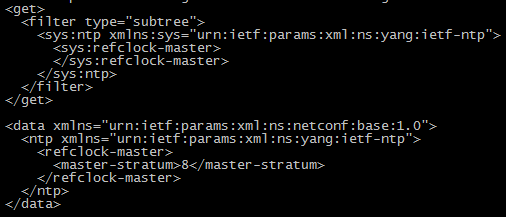 <get>
  <filter type="subtree">
    <sys:ntp xmlns:sys="urn:ietf:params:xml:ns:yang:ietf-ntp">
      <sys:refclock-master>
      </sys:refclock-master>
    </sys:ntp>
  </filter>
</get>

<data xmlns="urn:ietf:params:xml:ns:netconf:base:1.0">
  <ntp xmlns="urn:ietf:params:xml:ns:yang:ietf-ntp">
    <refclock-master>
      <master-stratum>8</master-stratum>
    </refclock-master>
  </ntp>
</data>